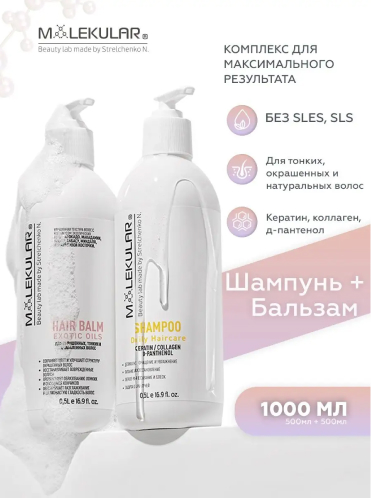 MOLEKULAR®
Beauty lab made by Strelchenko N.
КОМПЛЕКС ДЛЯ
МАКСИМАЛЬНОГО
РЕЗУЛЬТАТА
БЕЗ SLES, SLS
Для тонких,
окрашенных и
натуральных волос
Кератин, коллаген,
д-пантенол
Шампунь +
Бальзам
1000 МЛ
500мл + 500мл
MOLEKULAR®
Beauty lab made by Strelchenko N.
HAIR BALM
EXOTIC OILS
0,5L ℮ 16.9 fl. oz.
MOLEKULAR®
Beauty lab made by Strelchenko N.
SHAMPOO
Daily Haircare
KERATIN / COLLAGEN
D-PANTHENOL
0,5L ℮ 16.9 fl. oz.